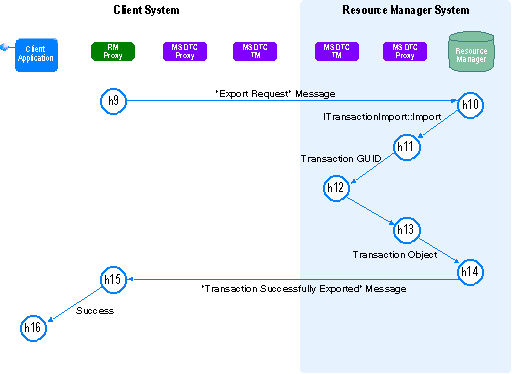 Client System
Resource Manager System
Client
Application
RM
Proxy
MSDTC
Proxy
MSDTC
TM
MSDTC
TM
MSDTC
Proxy
Resource
Manager
h9
"Export Request" Message
h10
ITransactionImport::Import
h11
Transaction GUID
h12
h13
Transaction Object
h14
h15
"Transaction Successfully Exported" Message
Success
h16